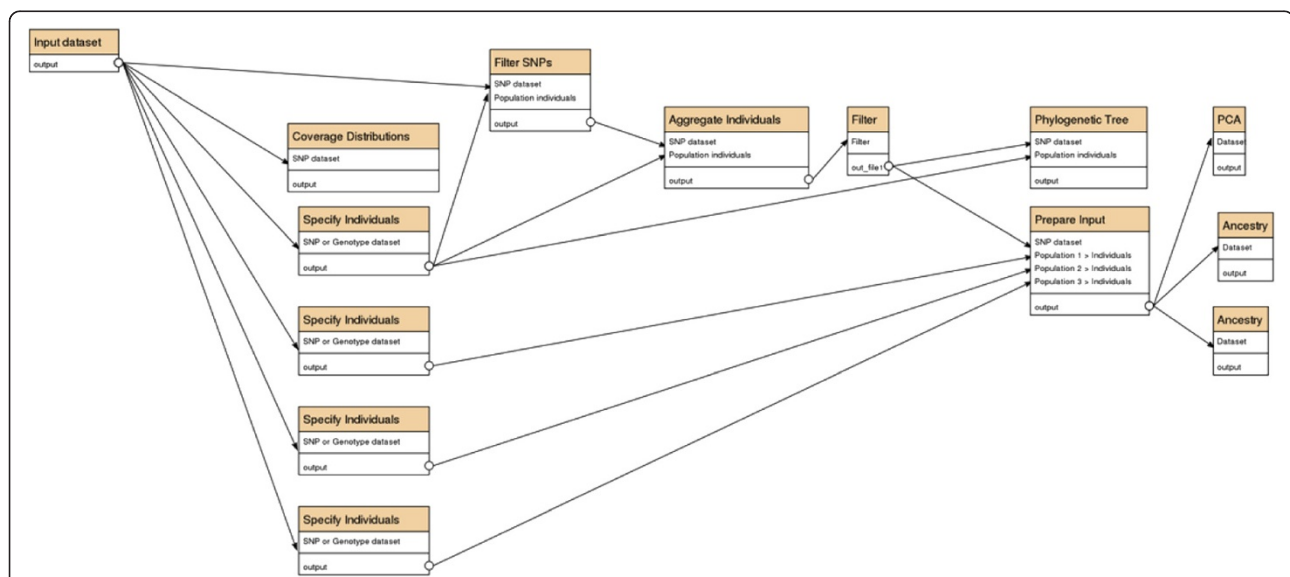 Input dataset
output
Filter SNPs
SNP dataset
Population individuals
output
Coverage Distributions
SNP dataset
output
Specify Individuals
SNP or Genotype dataset
output
Specify Individuals
SNP or Genotype dataset
output
Specify Individuals
SNP or Genotype dataset
output
Specify Individuals
SNP or Genotype dataset
output
Aggregate Individuals
SNP dataset
Population individuals
output
Filter
Filter
out_file1
Phylogenetic Tree
SNP dataset
Population individuals
output
Prepare Input
SNP dataset
Population 1 > Individuals
Population 2 > Individuals
Population 3 > Individuals
output
PCA
Dataset
output
Ancestry
Dataset
output
Ancestry
Dataset
output